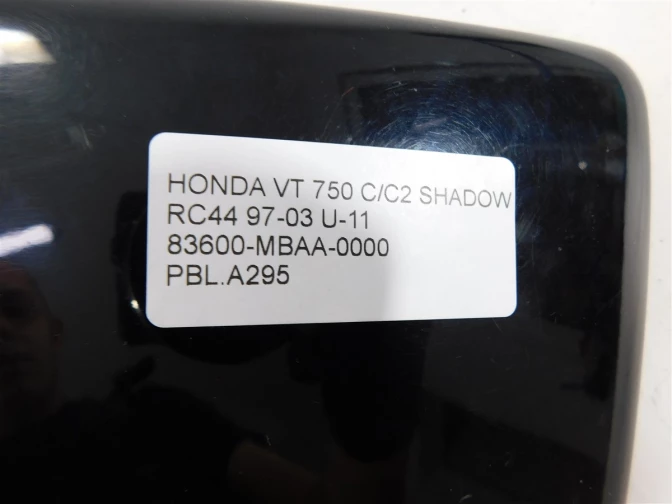 HONDA VT 750 C/C2 SHADOW
RC44 97-03 U-11
83600-MBAA-0000
PBL.A295